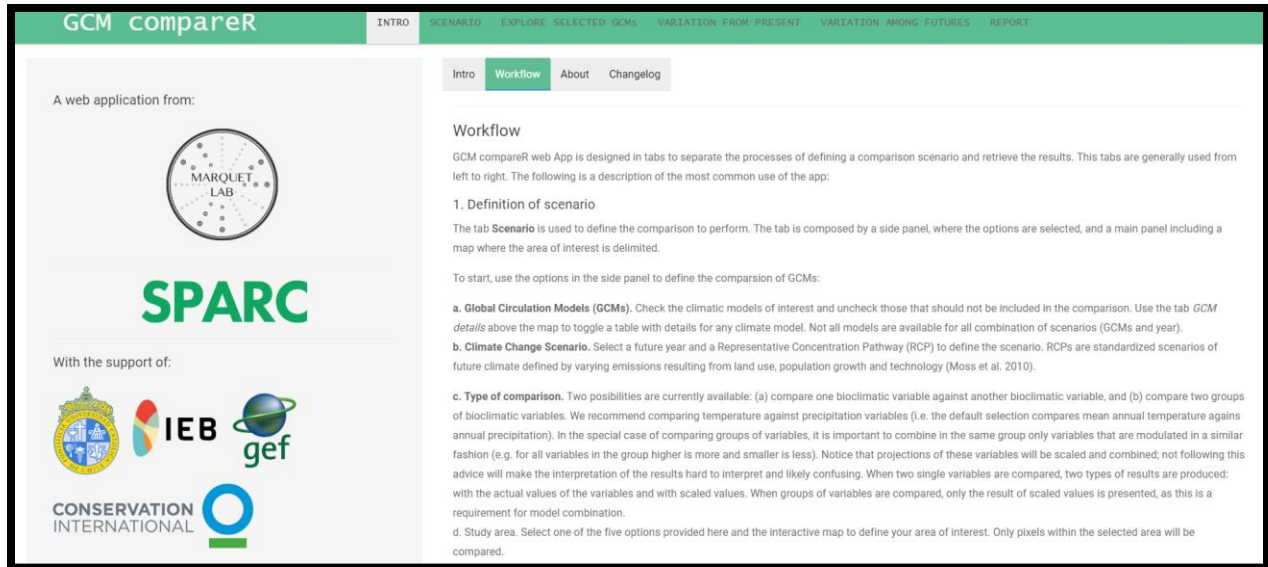 GCM compareR
INTRO SCENARIO EXPLORE SELECTED GCMs VARIATION FROM PRESENT VARIATION AMONG FUTURES REPORT
A web application from:
MARQUET
LAB
SPARC
With the support of:
IEB
gef
CONSERVATION
INTERNATIONAL
Intro Workflow About Changelog
Workflow
GCM compareR web App is designed in tabs to separate the processes of defining a comparison scenario and retrieve the results. This tabs are generally used from
left to right. The following is a description of the most common use of the app:
1. Definition of scenario
The tab Scenario is used to define the comparison to perform. The tab is composed by a side panel, where the options are selected, and a main panel including a
map where the area of interest is delimited.
To start, use the options in the side panel to define the comparsion of GCMs:
a. Global Circulation Models (GCMs). Check the climatic models of interest and uncheck those that should not be included in the comparison. Use the tab GCM
details above the map to toggle a table with details for any climate model. Not all models are available for all combination of scenarios (GCMs and year).
b. Climate Change Scenario. Select a future year and a Representative Concentration Pathway (RCP) to define the scenario. RCPs are standardized scenarios of
future climate defined by varying emissions resulting from land use, population growth and technology (Moss et al. 2010).
c. Type of comparison. Two posibilities are currently available: (a) compare one bioclimatic variable against another bioclimatic variable, and (b) compare two groups
of bioclimatic variables. We recommend comparing temperature against precipitation variables (i.e. the default selection compares mean annual temperature agains
annual precipitation). In the special case of comparing groups of variables, it is important to combine in the same group only variables that are modulated in a similar
fashion (e.g. for all variables in the group higher is more and smaller is less). Notice that projections of these variables will be scaled and combined; not following this
advice will make the interpretation of the results hard to interpret and likely confusing. When two single variables are compared, two types of results are produced:
with the actual values of the variables and with scaled values. When groups of variables are compared, only the result of scaled values is presented, as this is a
requirement for model combination.
d. Study area. Select one of the five options provided here and the interactive map to define your area of interest. Only pixels within the selected area will be
compared.